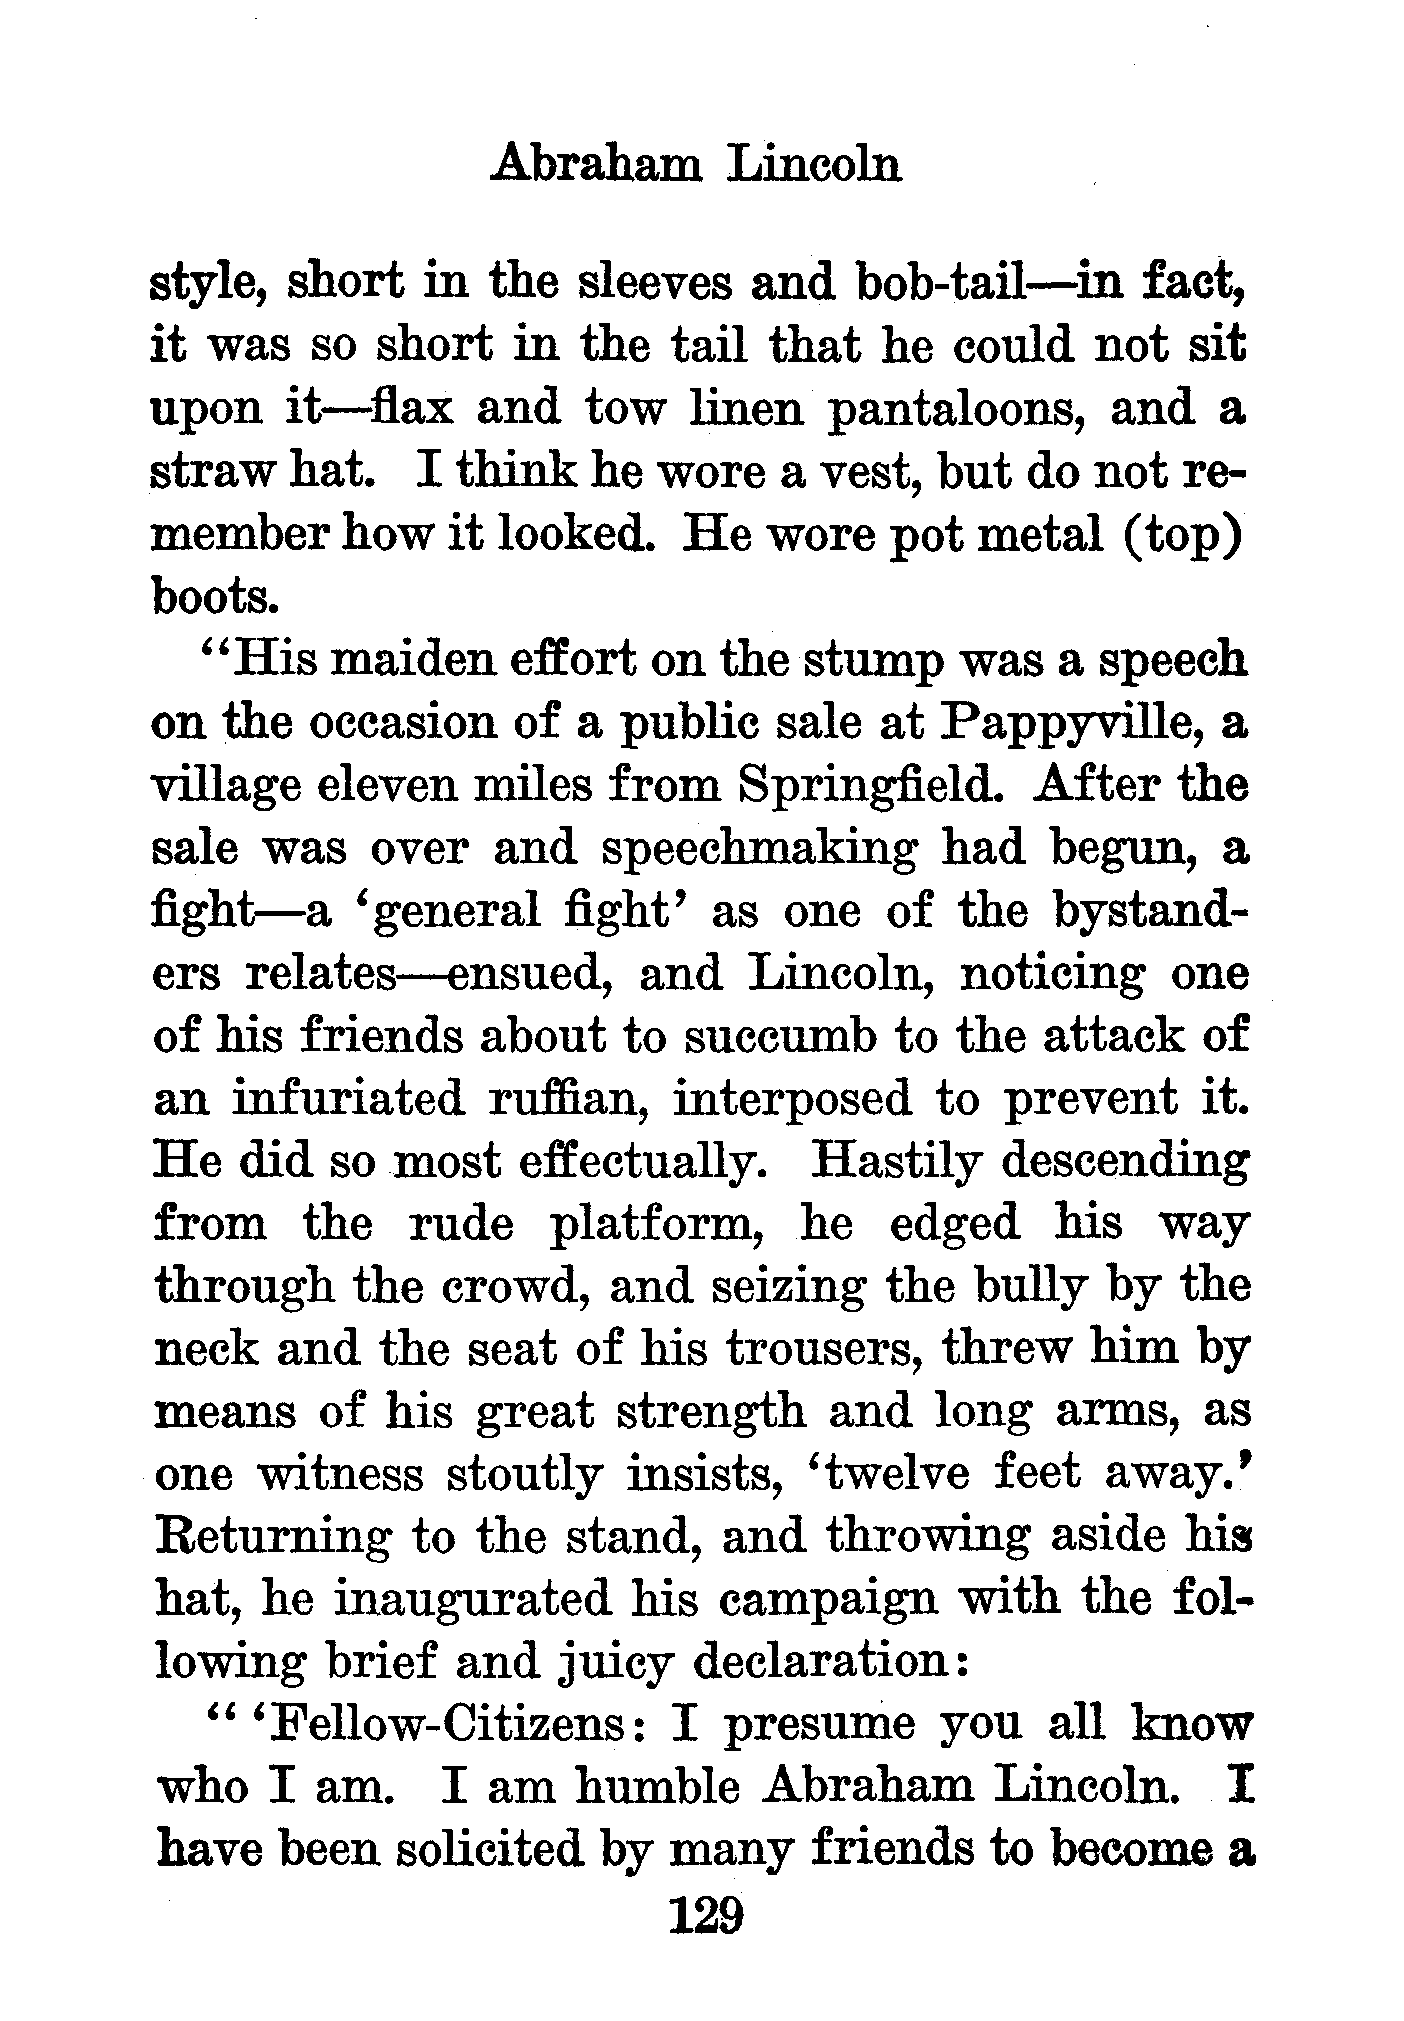 Abraham Lincoln
style, short in the sleeves and bob-tail—in fact,
it was so short in the tail that he could not sit
upon it—flax and tow linen pantaloons, and a
straw hat. I think he wore a vest, but do not re-
member how it looked. He wore pot metal (top)
boots.
“His maiden effort on the stump was a speech
on the occasion of a public sale at Pappyville, a
village eleven miles from Springfield. After the
sale was over and speechmaking had begun, a
fight—a ‘general fight’ as one of the bystand-
ers relates—ensued, and Lincoln, noticing one
of his friends about to succumb to the attack of
an infuriated ruffian, interposed to prevent it.
He did so most effectually. Hastily descending
from the rude platform, he edged his way
through the crowd, and seizing the bully by the
neck and the seat of his trousers, threw him by
means of his great strength and long arms, as
one witness stoutly insists, ‘twelve feet away.’
Returning to the stand, and throwing aside his
hat, he inaugurated his campaign with the fol-
lowing brief and juicy declaration:
“ ‘Fellow-Citizens: I presume you all know
who I am. I am humble Abraham Lincoln. I
have been solicited by many friends to become a
129